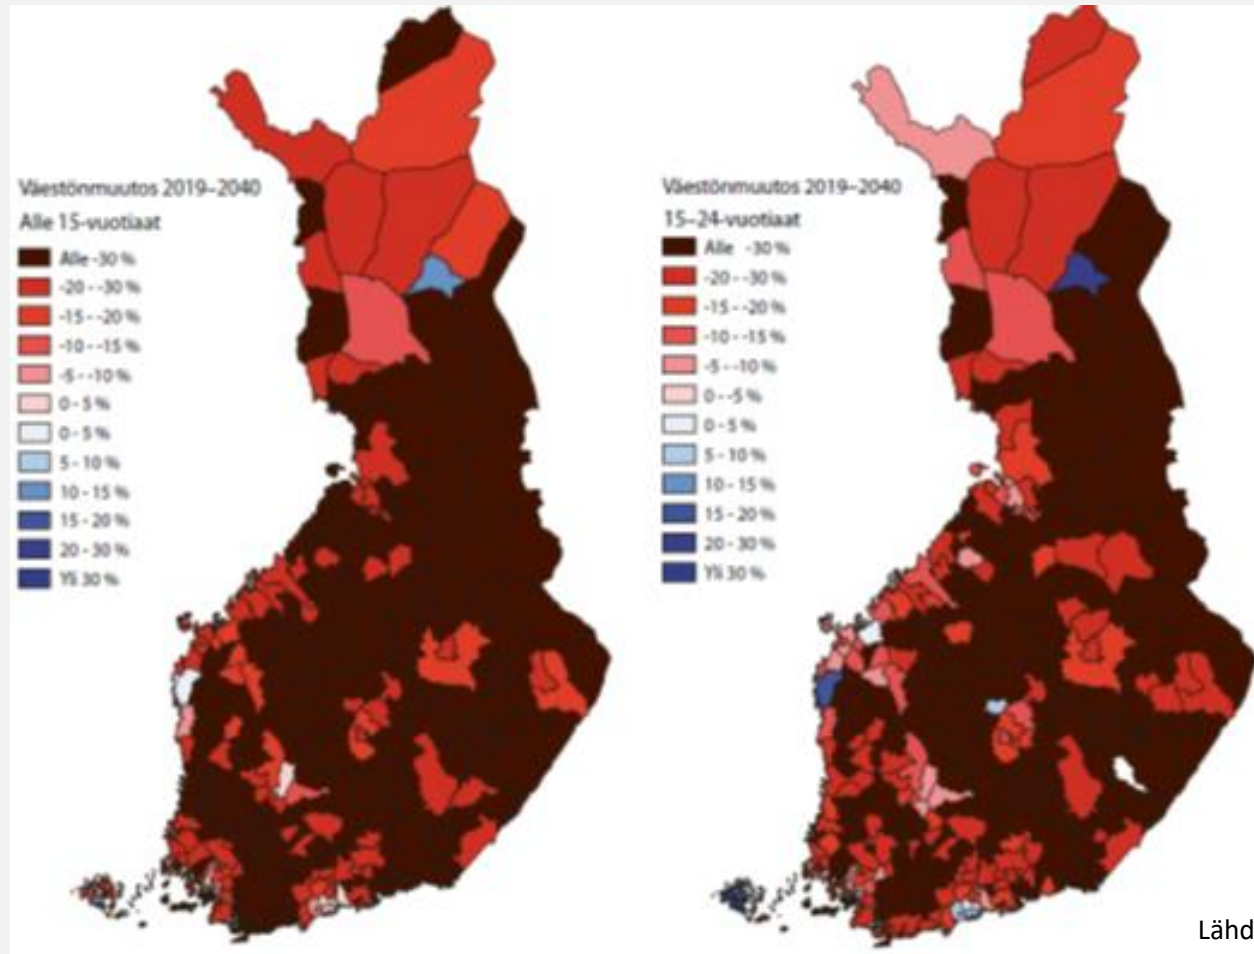 Väestönmuutos 2019–2040
Alle 15-vuotiaat
Alle -30 %
-20 - -30 %
-15 - -20 %
-10 - -15 %
-5 - -10 %
0 - 5 %
0 - 5 %
5 - 10 %
10 - 15 %
15 - 20 %
20 - 30 %
Yli 30 %
Väestönmuutos 2019–2040
15–24-vuotiaat
Alle -30 %
-20 - -30 %
-15 - -20 %
-10 - -15 %
-5 - -10 %
0 - -5 %
0 - 5 %
5 - 10 %
10 - 15 %
15 - 20 %
20 - 30 %
Yli 30 %
Lähd